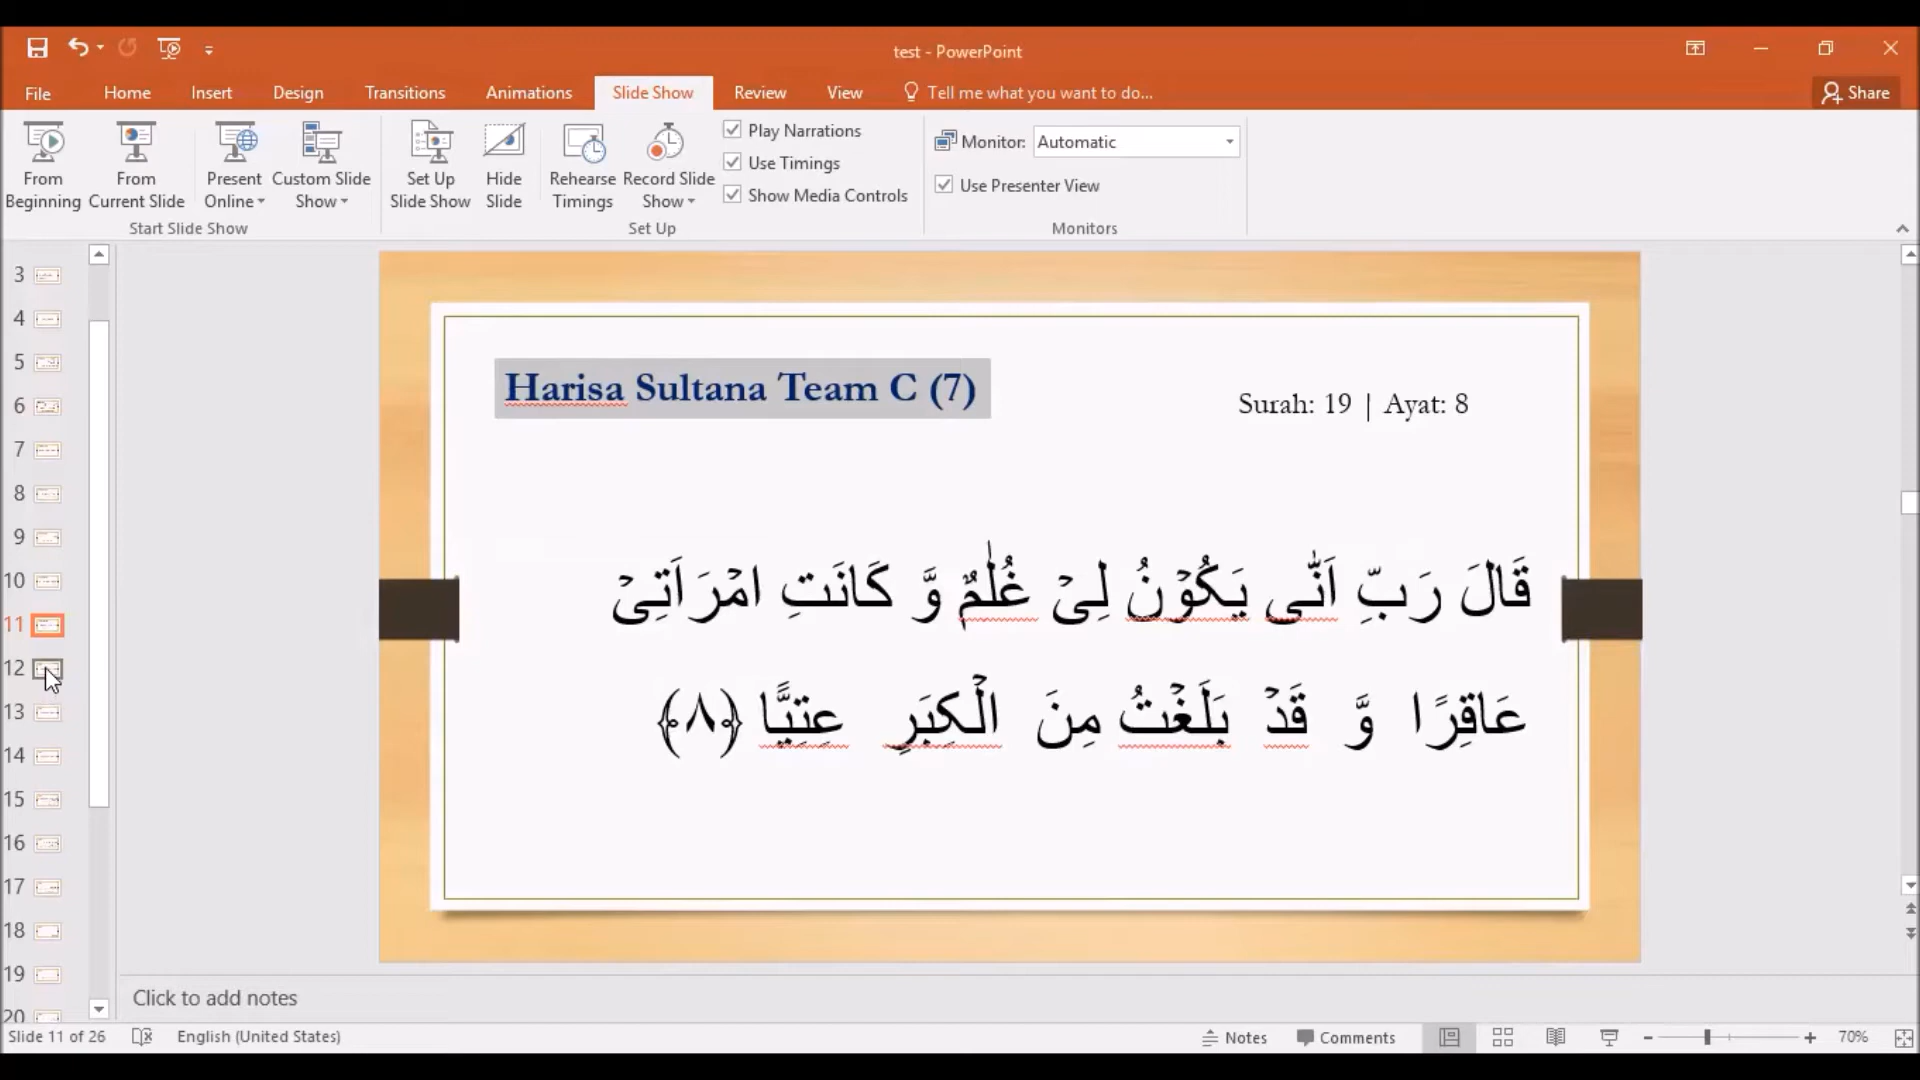 test - PowerPoint
File Home Insert Design Transitions Animations Slide Show Review View Tell me what you want to do... Share
From Beginning
From Current Slide
Present Online
Custom Slide Show
Start Slide Show
Set Up Slide Show
Hide Slide
Rehearse Timings
Record Slide Show
Play Narrations
Use Timings
Show Media Controls
Set Up
Monitor: Automatic
Use Presenter View
Monitors
3
4
5
6
7
8
9
10
11
12
13
14
15
16
17
18
19
20
Harisa Sultana Team C (7)
Surah: 19 | Ayat: 8
قَالَ رَبِّ اَنّٰی یَکُوۡنُ لِیۡ غُلٰمٌ وَّ کَانَتِ امۡرَاَتِیۡ
عَاقِرًا وَّ قَدۡ بَلَغۡتُ مِنَ الۡکِبَرِ عِتِیًّا ﴿۸﴾
Click to add notes
Slide 11 of 26 English (United States) Notes Comments 70%